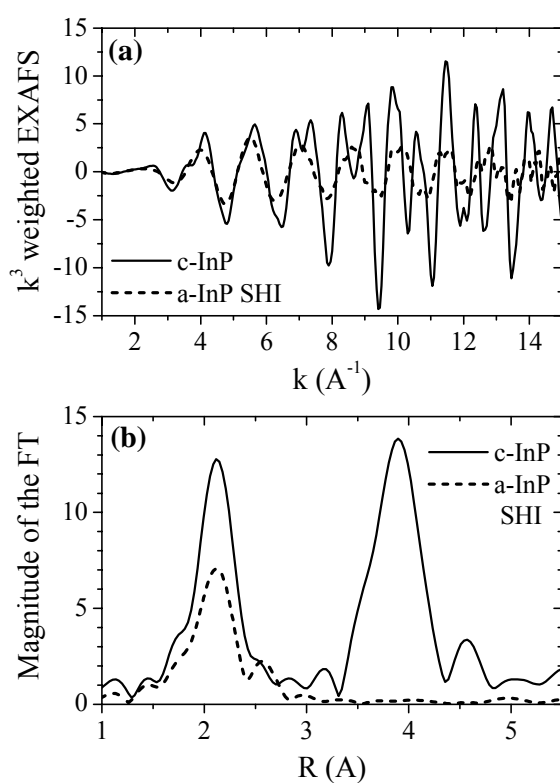 (a)
k³ weighted EXAFS
15
10
5
0
-5
-10
-15
c-InP
a-InP SHI
2 4 6 8 10 12 14
k (A⁻¹)
(b)
Magnitude of the FT
15
10
5
0
c-InP
a-InP
SHI
1 2 3 4 5
R (A)